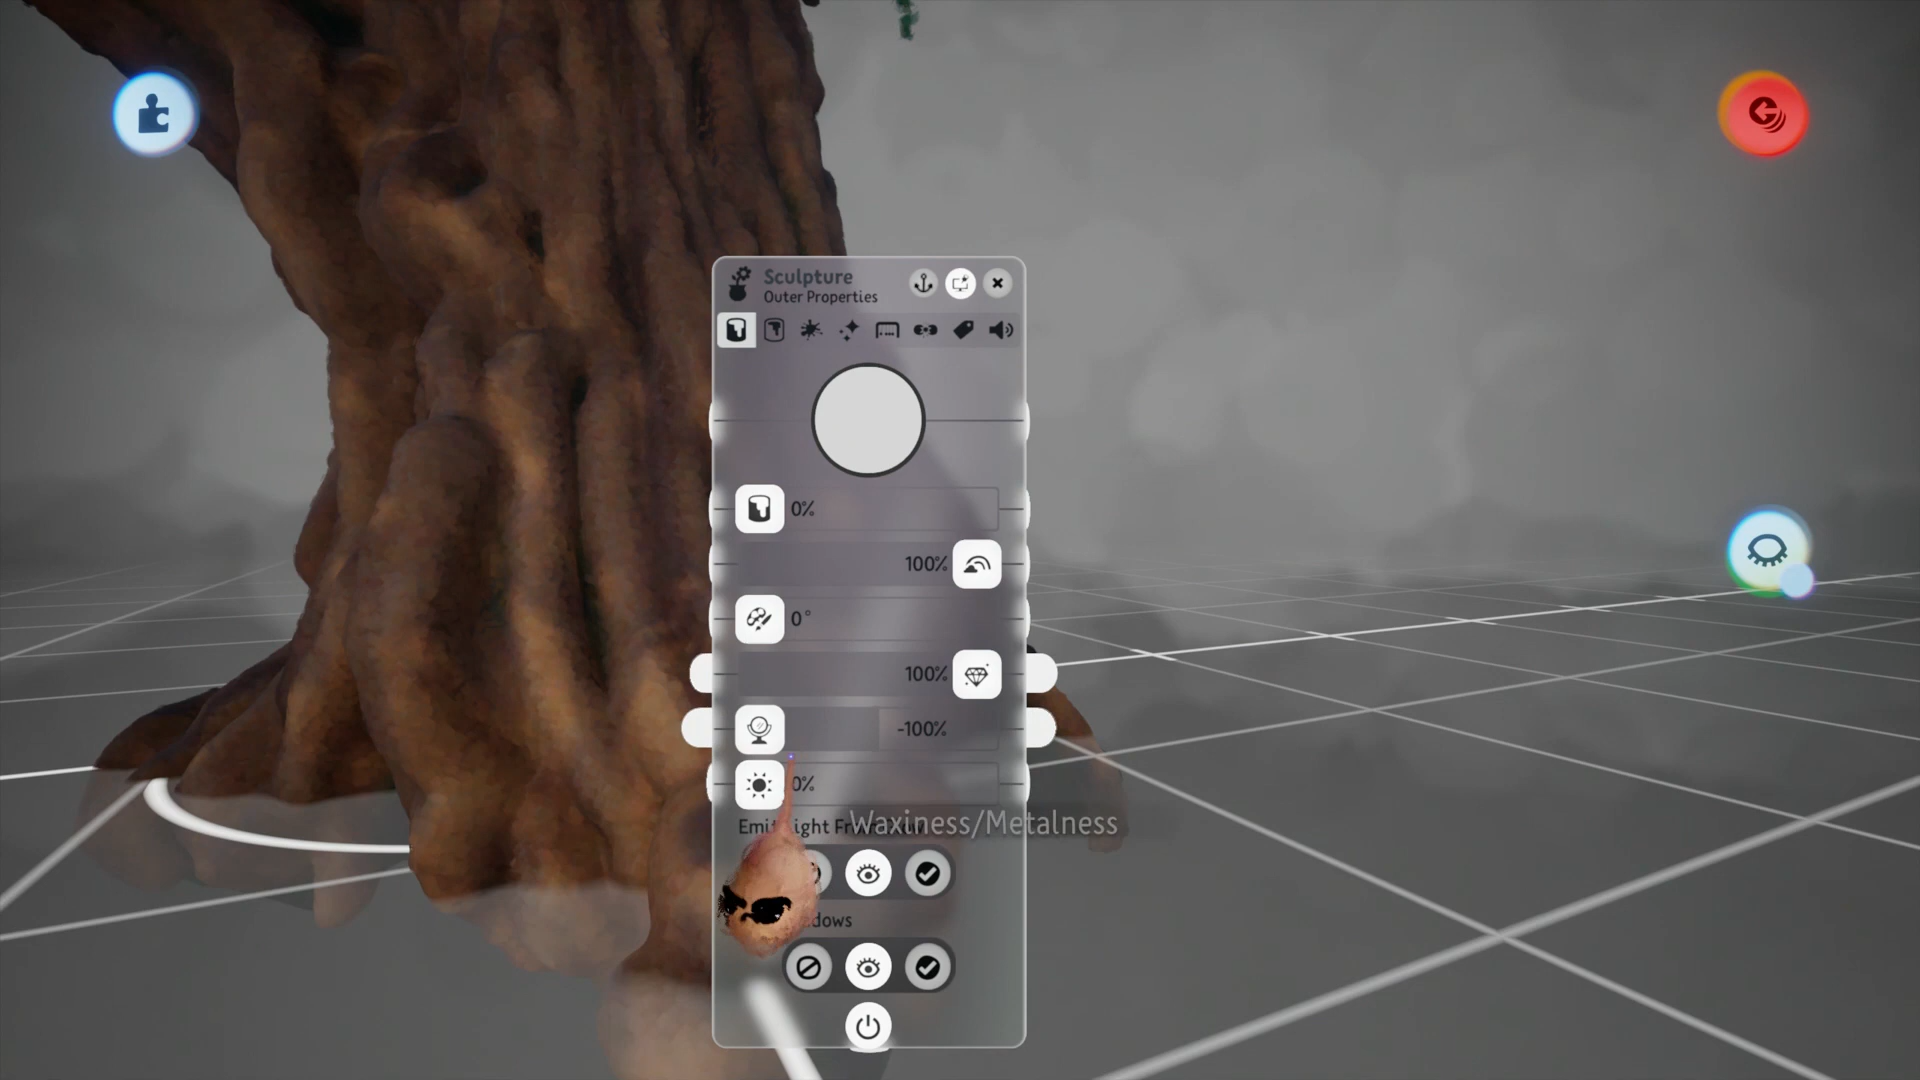 Sculpture
Outer Properties
0%
100%
0°
100%
-100%
0%
Waxiness/Metalness